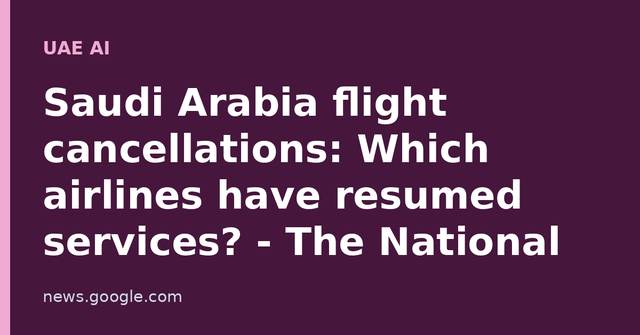 UAE AI
Saudi Arabia flight
cancellations: Which
airlines have resumed
services? - The National
news.google.com